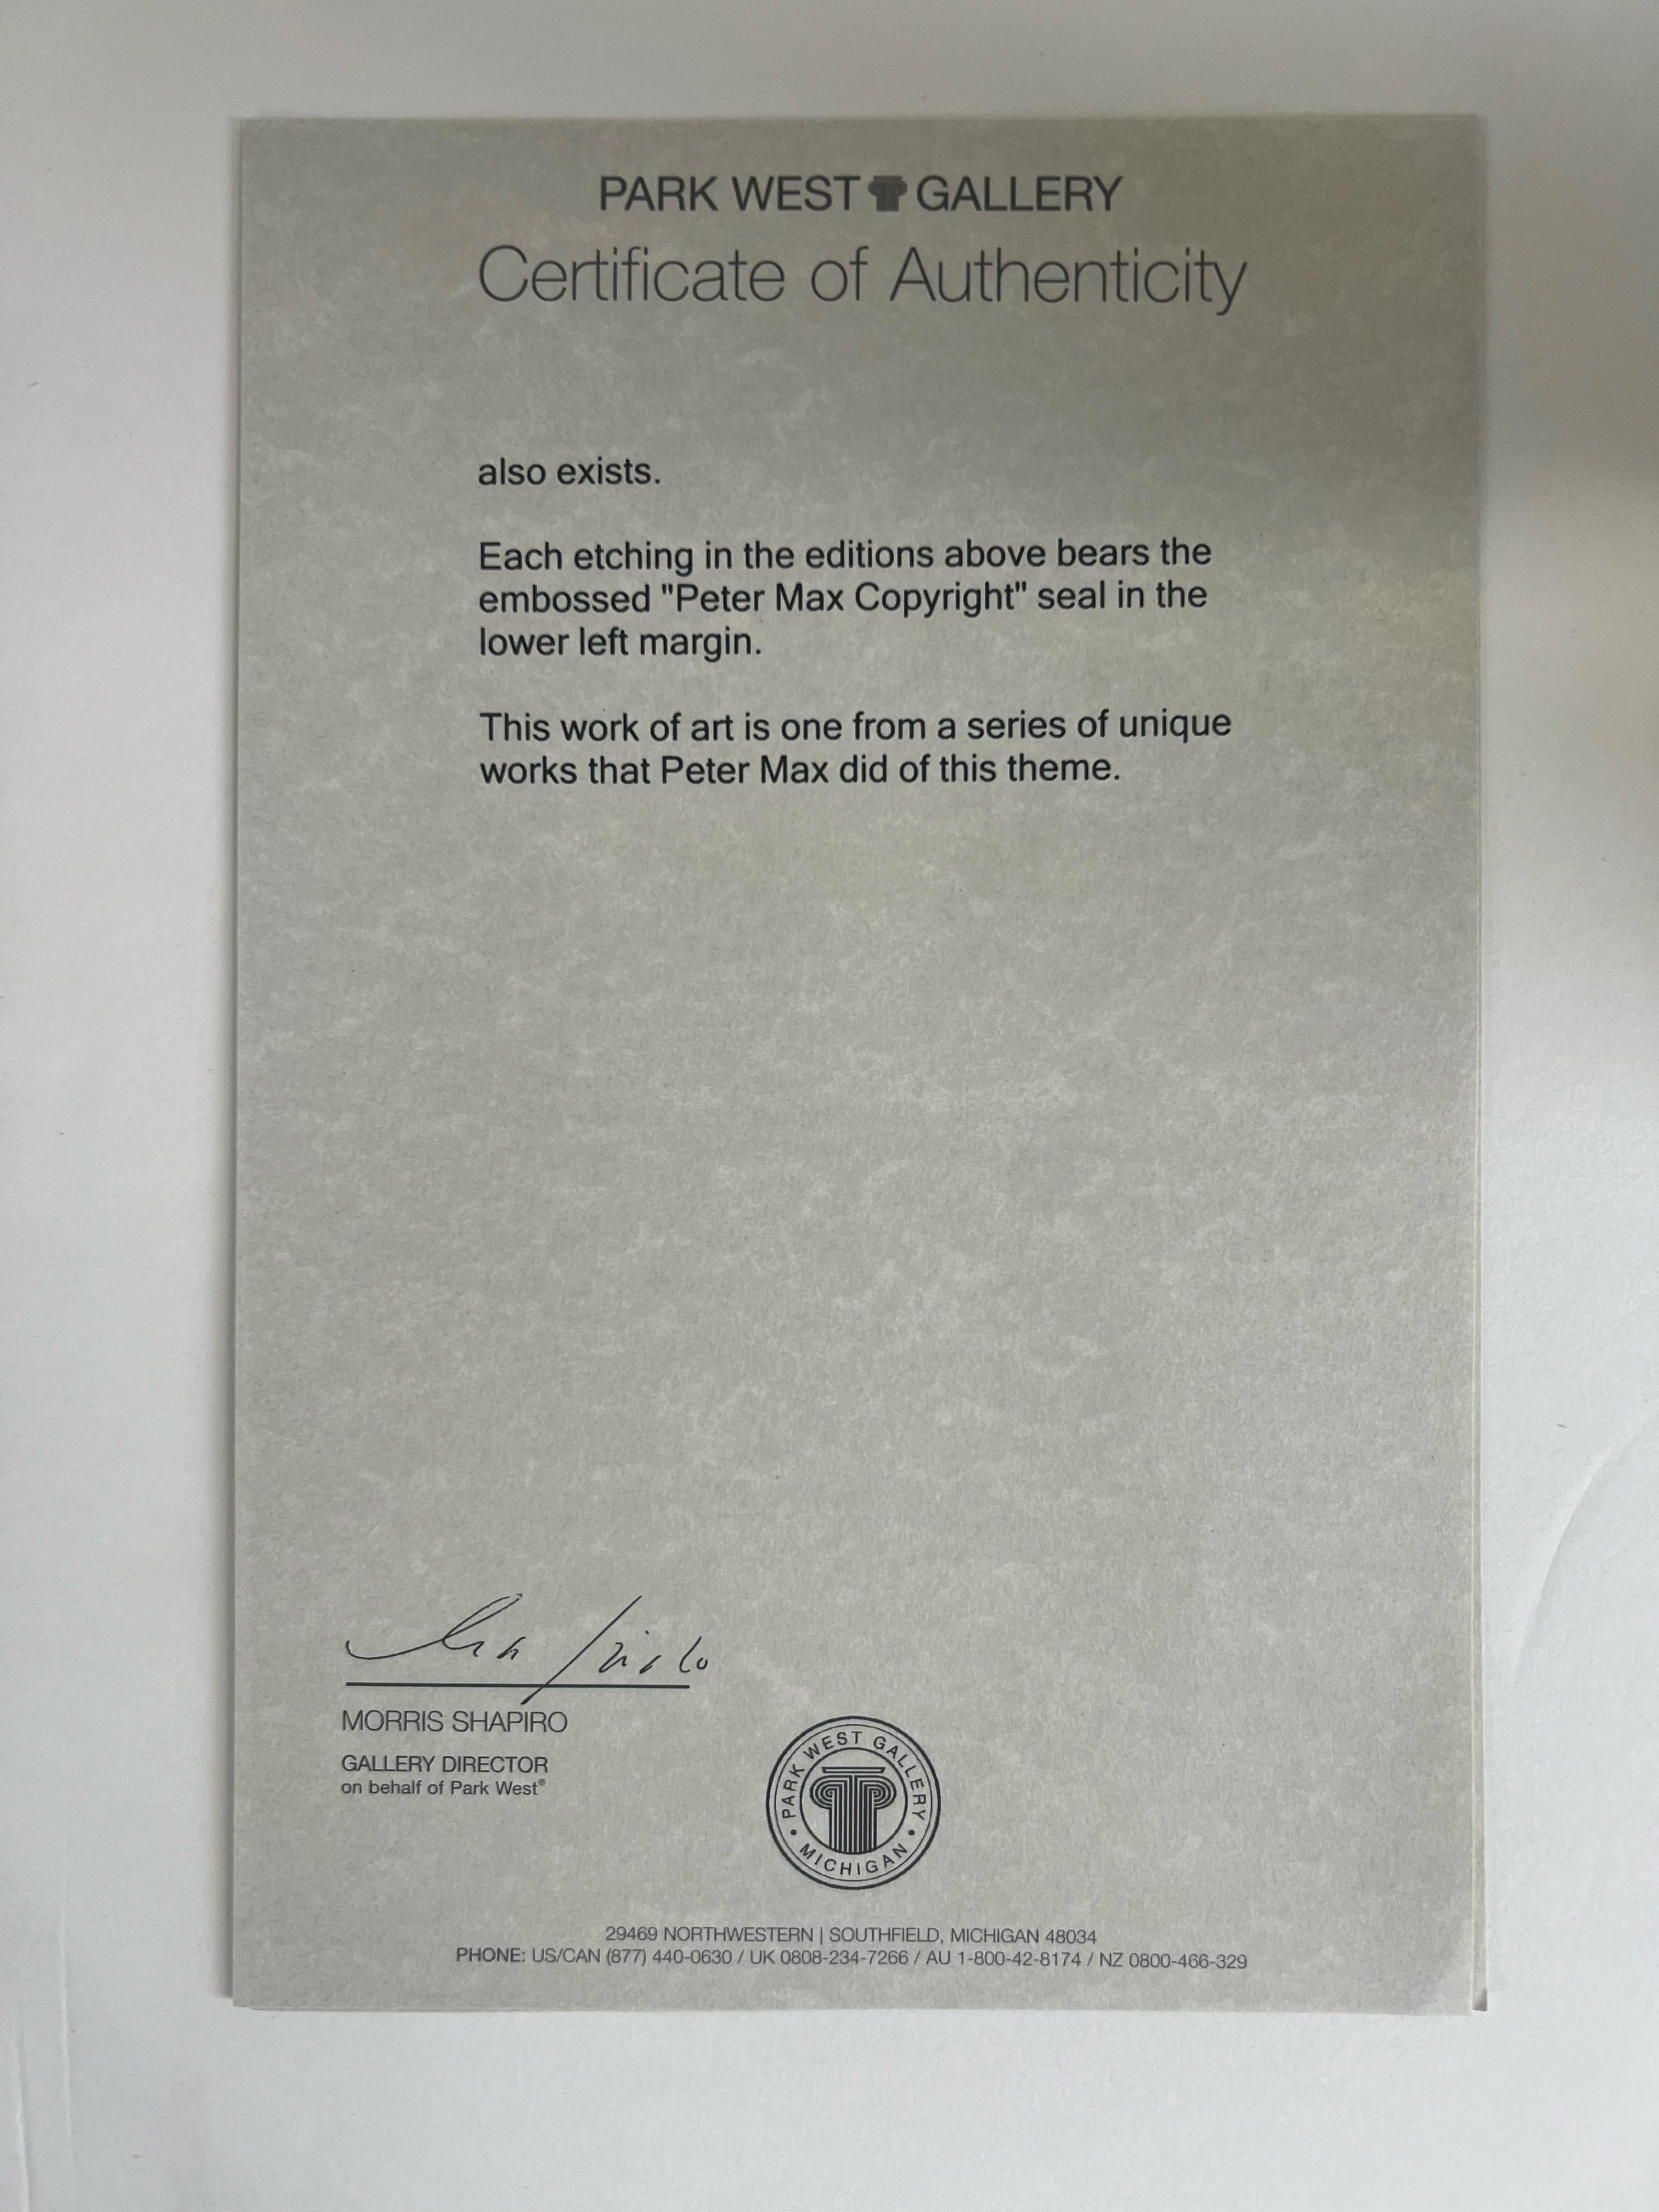 PARK WEST GALLERY
Certificate of Authenticity
also exists.
Each etching in the editions above bears the
embossed "Peter Max Copyright" seal in the
lower left margin.
This work of art is one from a series of unique
works that Peter Max did of this theme.
MORRIS SHAPIRO
GALLERY DIRECTOR
on behalf of Park West®
PARK WEST GALLERY
• MICHIGAN •
29469 NORTHWESTERN | SOUTHFIELD, MICHIGAN 48034
PHONE: US/CAN (877) 440-0630 / UK 0808-234-7266 / AU 1-800-42-8174 / NZ 0800-466-329